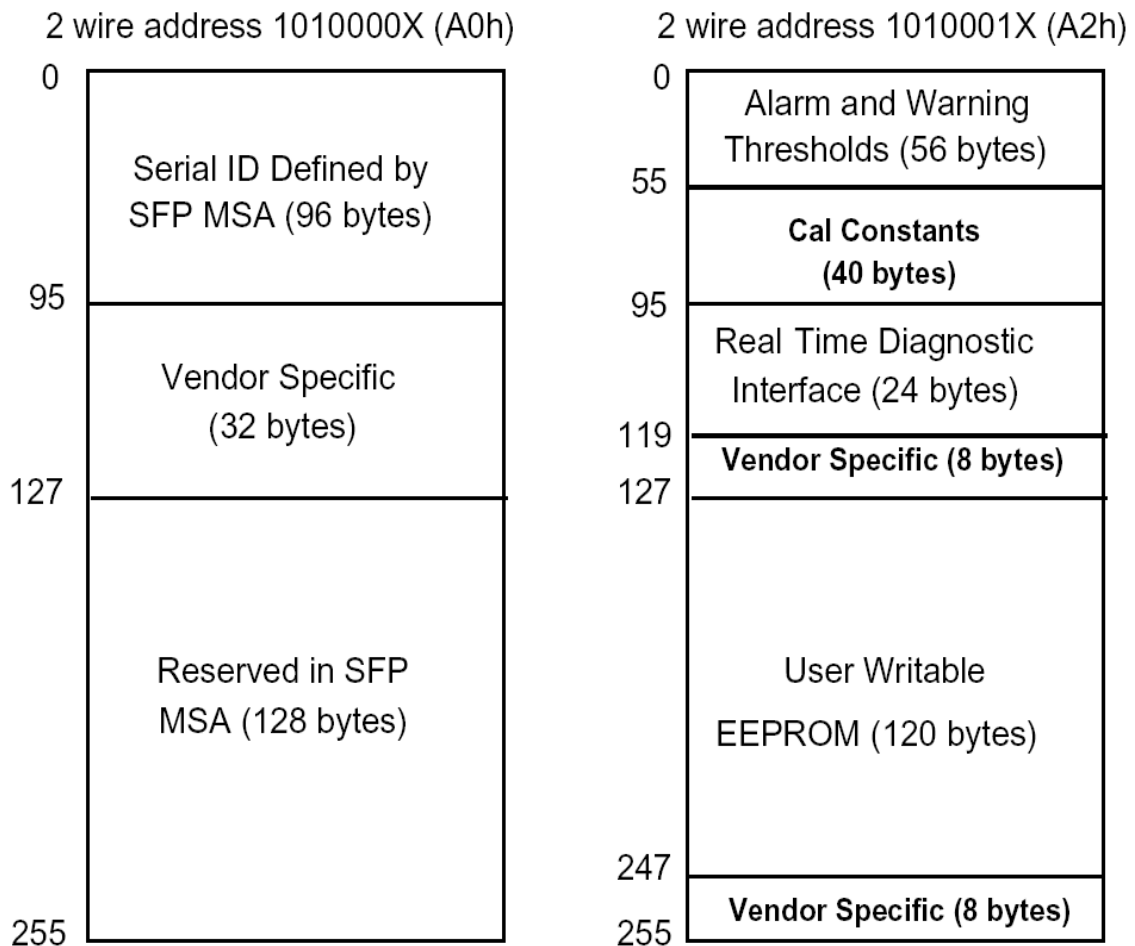 2 wire address 1010000X (A0h)
0
Serial ID Defined by
SFP MSA (96 bytes)
95
Vendor Specific
(32 bytes)
127
Reserved in SFP
MSA (128 bytes)
255
2 wire address 1010001X (A2h)
0
Alarm and Warning
Thresholds (56 bytes)
55
Cal Constants
(40 bytes)
95
Real Time Diagnostic
Interface (24 bytes)
119
Vendor Specific (8 bytes)
127
User Writable
EEPROM (120 bytes)
247
Vendor Specific (8 bytes)
255